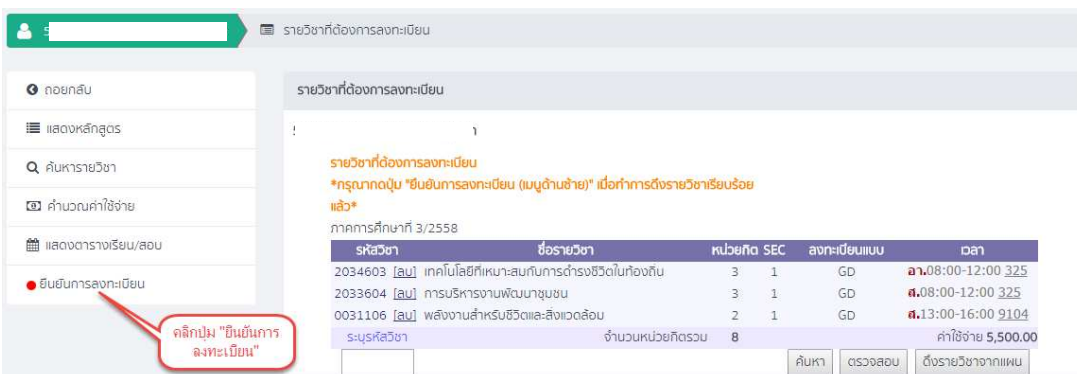 รายวิชาที่ต้องการลงทะเบียน
ถอยกลับ
แสดงหลักสูตร
ค้นหารายวิชา
คำนวณค่าใช้จ่าย
แสดงตารางเรียน/สอบ
ยืนยันการลงทะเบียน
คลิกปุ่ม "ยืนยันการ
ลงทะเบียน"
รายวิชาที่ต้องการลงทะเบียน
รายวิชาที่ต้องการลงทะเบียน
*กรุณากดปุ่ม "ยืนยันการลงทะเบียน (เมนูด้านซ้าย)" เมื่อทำการดึงรายวิชาเรียบร้อย
แล้ว*
ภาคการศึกษาที่ 3/2558
รหัสวิชา ชื่อรายวิชา หน่วยกิต SEC ลงทะเบียนแบบ เวลา
2034603 [ลบ] เทคโนโลยีที่เหมาะสมกับการดำรงชีวิตในท้องถิ่น 3 1 GD อา.08:00-12:00 325
2033604 [ลบ] การบริหารงานพัฒนาชุมชน 3 1 GD ส.08:00-12:00 325
0031106 [ลบ] พลังงานสำหรับชีวิตและสิ่งแวดล้อม 2 1 GD ส.13:00-16:00 9104
ระบุรหัสวิชา จำนวนหน่วยกิตรวม 8 ค่าใช้จ่าย 5,500.00
ค้นหา ตรวจสอบ ดึงรายวิชาจากแผน